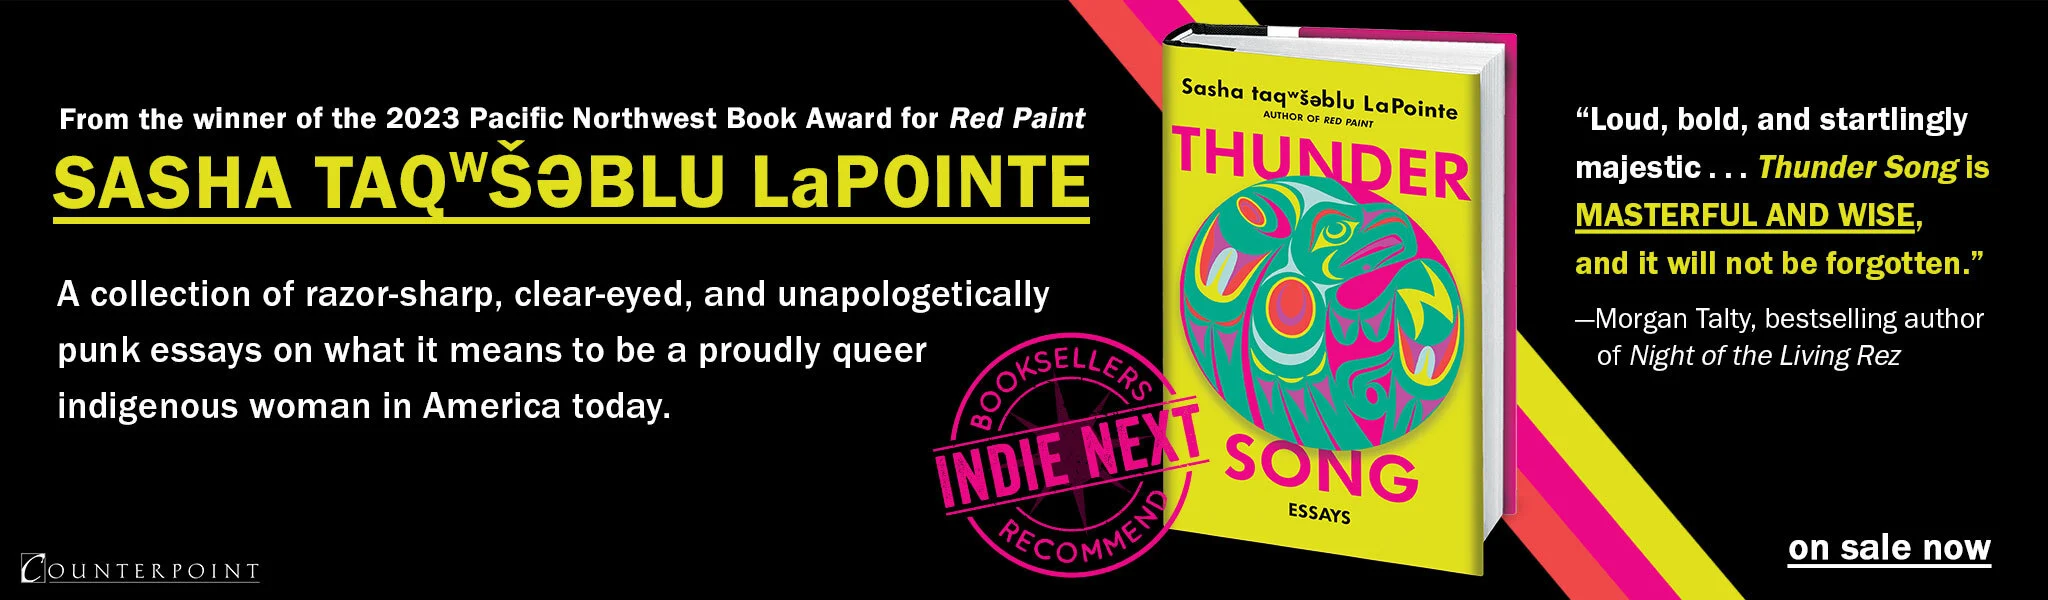 From the winner of the 2023 Pacific Northwest Book Award for Red Paint
SASHA TAQʷŠƏBLU LaPOINTE
A collection of razor-sharp, clear-eyed, and unapologetically
punk essays on what it means to be a proudly queer
indigenous woman in America today.
COUNTERPOINT
BOOKSELLERS
INDIE NEXT
RECOMMEND
Sasha taqʷšəblu LaPointe
AUTHOR OF RED PAINT
THUNDER
SONG
ESSAYS
“Loud, bold, and startlingly
majestic . . . Thunder Song is
MASTERFUL AND WISE,
and it will not be forgotten.”
—Morgan Talty, bestselling author
of Night of the Living Rez
on sale now